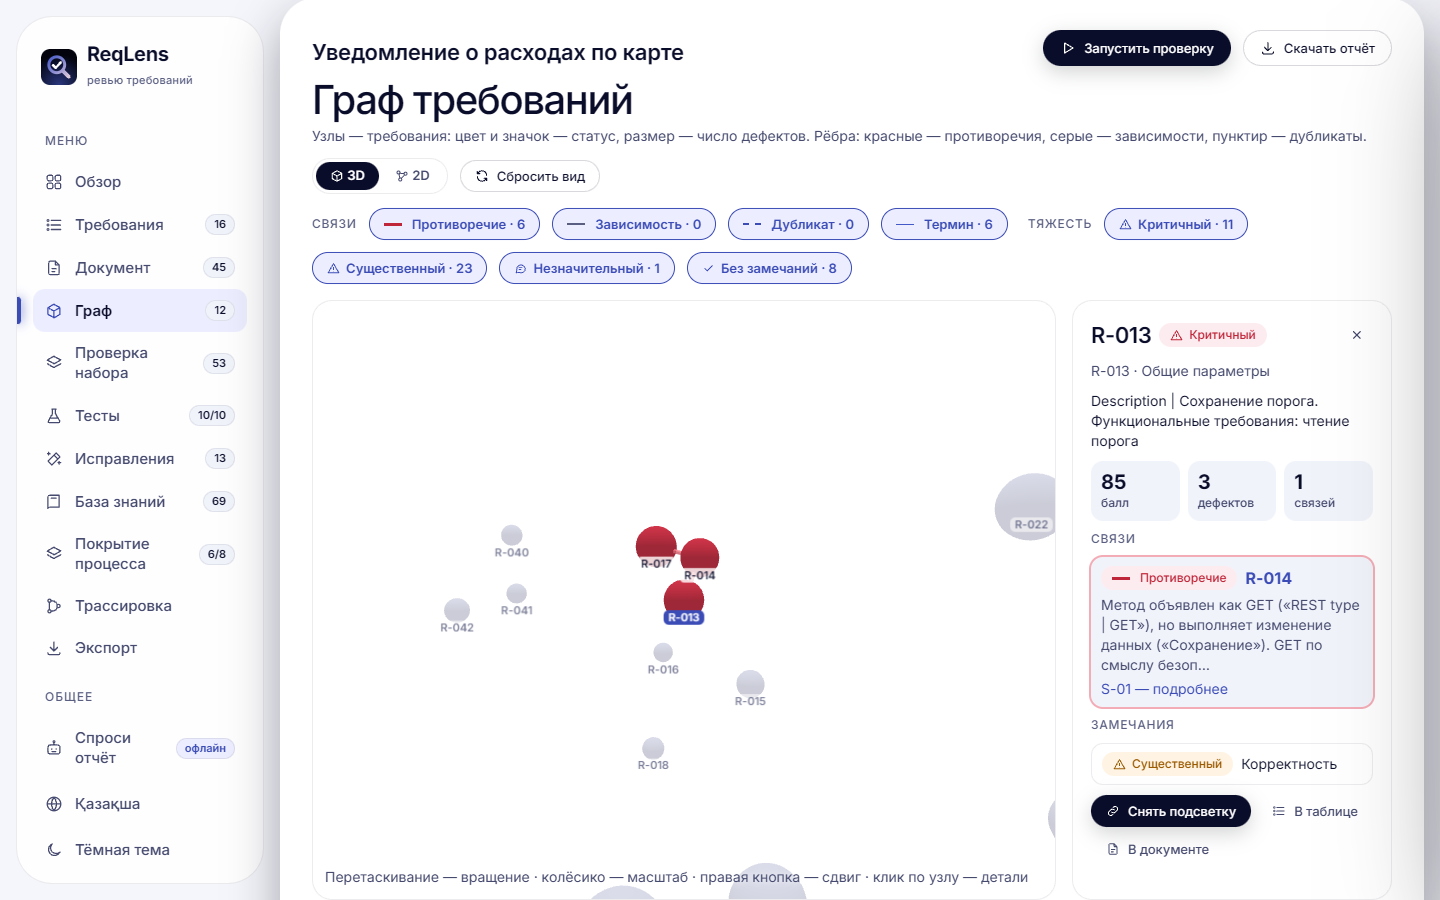 ReqLens
ревью требований
МЕНЮ
Обзор
Требования 16
Документ 45
Граф 12
Проверка набора 53
Тесты 10/10
Исправления 13
База знаний 69
Покрытие процесса 6/8
Трассировка
Экспорт
ОБЩЕЕ
Спроси отчёт офлайн
Қазақша
Тёмная тема
Уведомление о расходах по карте
Запустить проверку
Скачать отчёт
Граф требований
Узлы — требования: цвет и значок — статус, размер — число дефектов. Рёбра: красные — противоречия, серые — зависимости, пунктир — дубликаты.
3D 2D Сбросить вид
СВЯЗИ Противоречие · 6 Зависимость · 0 Дубликат · 0 Термин · 6 ТЯЖЕСТЬ Критичный · 11
Существенный · 23 Незначительный · 1 Без замечаний · 8
R-022
R-040
R-017
R-014
R-041
R-013
R-042
R-016
R-015
R-018
Перетаскивание — вращение · колёсико — масштаб · правая кнопка — сдвиг · клик по узлу — детали
R-013 Критичный
R-013 · Общие параметры
Description | Сохранение порога.
Функциональные требования: чтение
порога
85 3 1
балл дефектов связей
СВЯЗИ
Противоречие R-014
Метод объявлен как GET («REST type
| GET»), но выполняет изменение
данных («Сохранение»). GET по
смыслу безоп...
S-01 — подробнее
ЗАМЕЧАНИЯ
Существенный Корректность
Снять подсветку В таблице
В документе